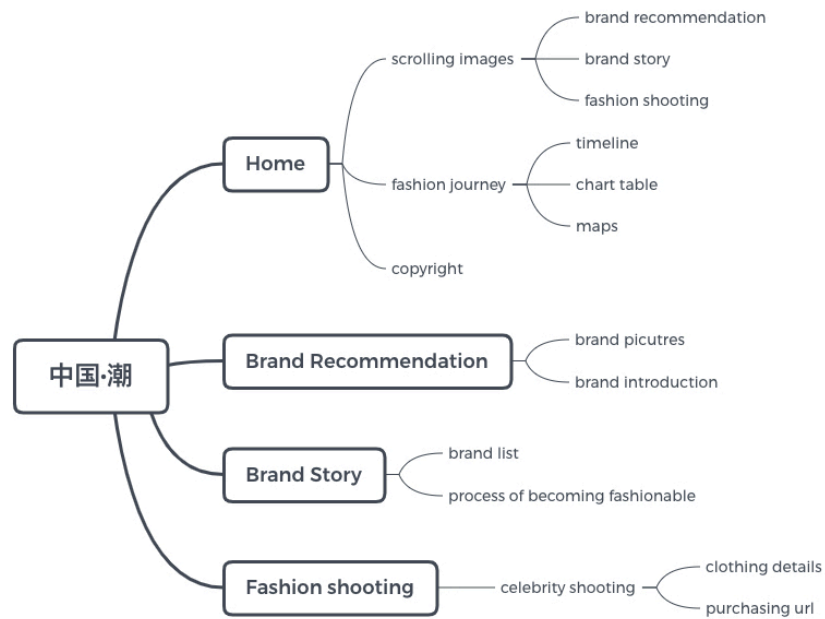 中国·潮
Home
scrolling images
brand recommendation
brand story
fashion shooting
fashion journey
timeline
chart table
maps
copyright
Brand Recommendation
brand picutres
brand introduction
Brand Story
brand list
process of becoming fashionable
Fashion shooting
celebrity shooting
clothing details
purchasing url